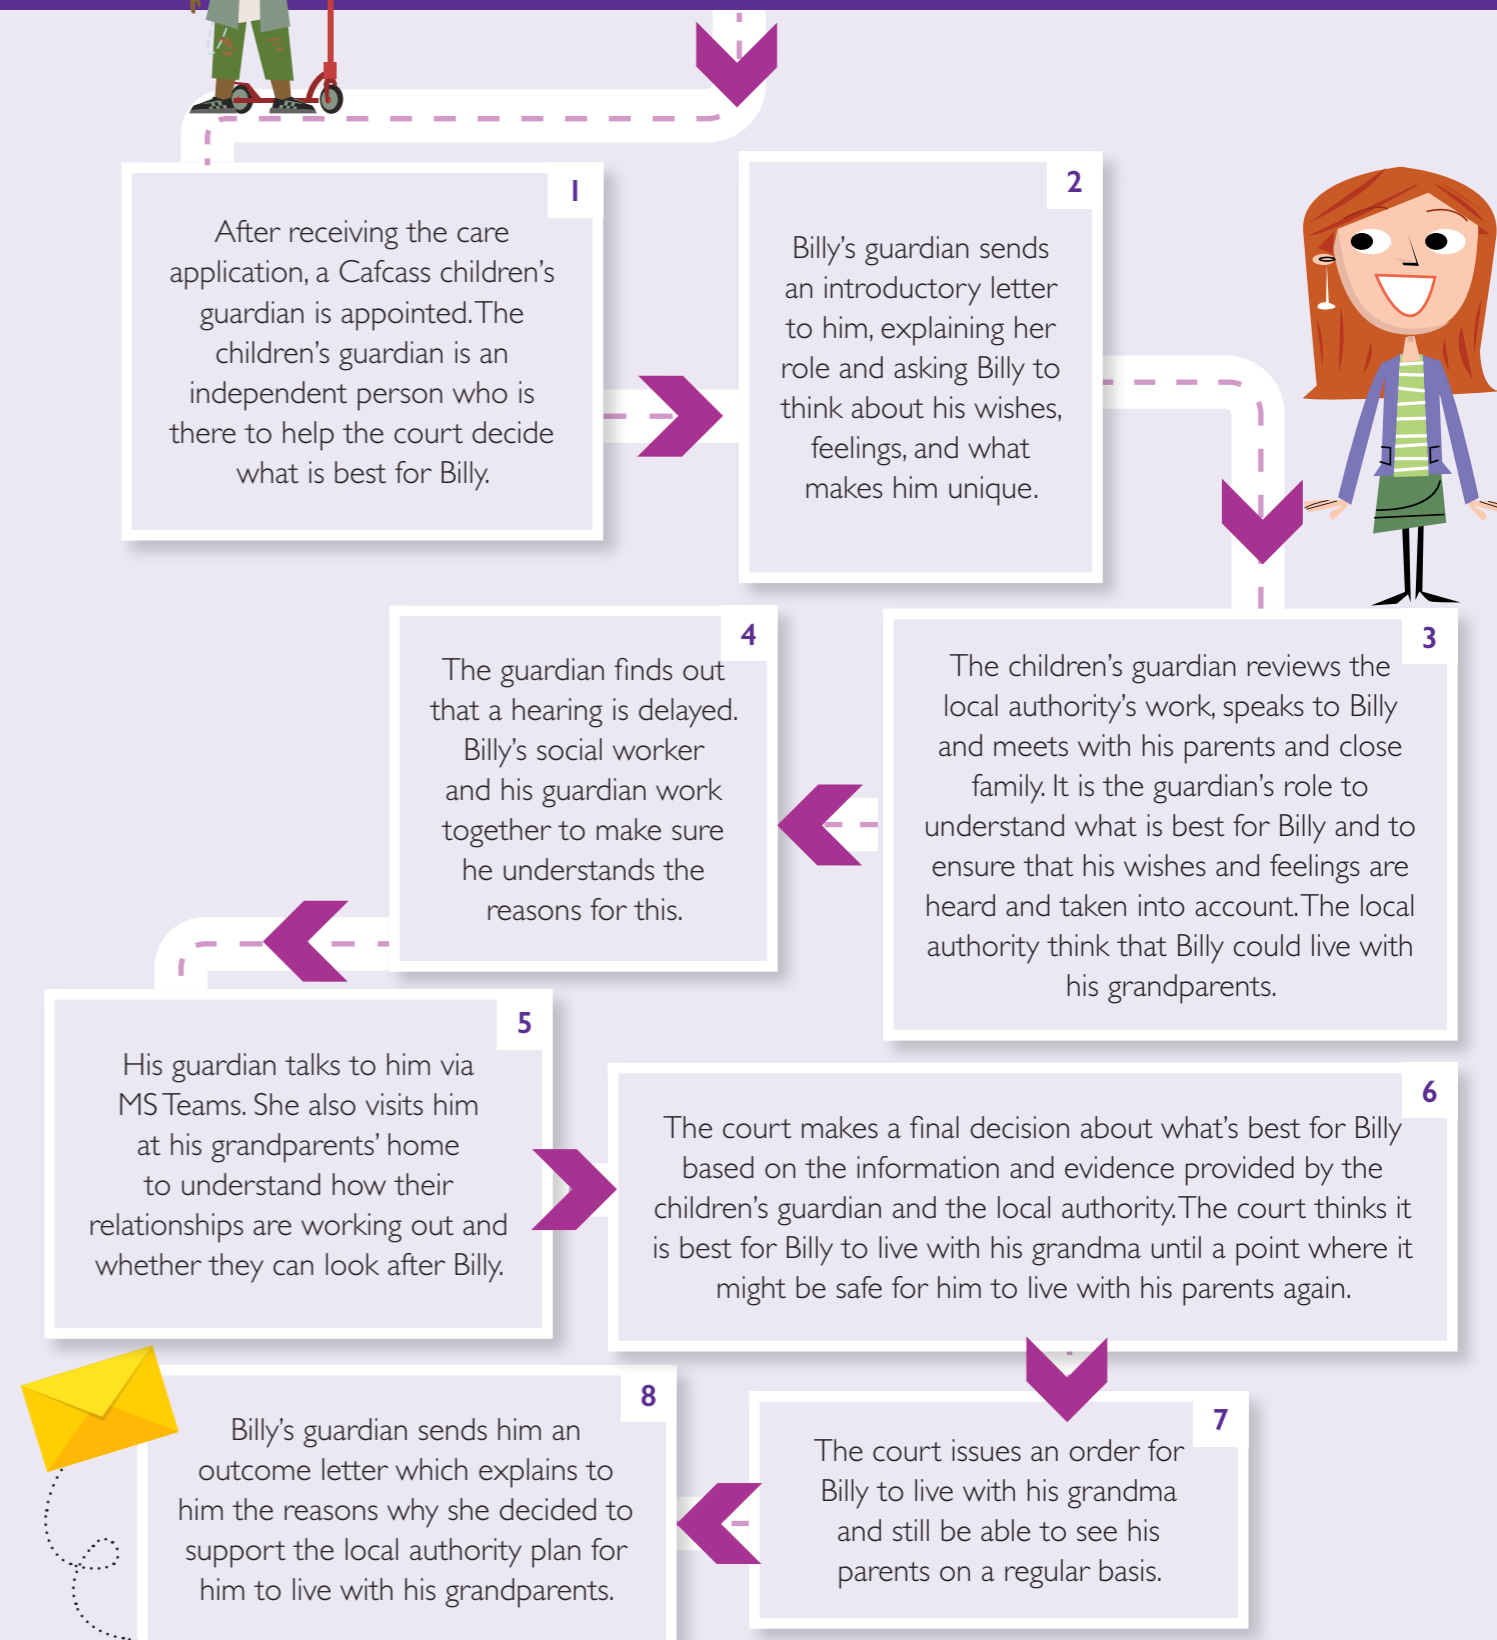 1
After receiving the care
application, a Cafcass children's
guardian is appointed. The
children's guardian is an
independent person who is
there to help the court decide
what is best for Billy.
2
Billy's guardian sends
an introductory letter
to him, explaining her
role and asking Billy to
think about his wishes,
feelings, and what
makes him unique.
3
The children's guardian reviews the
local authority's work, speaks to Billy
and meets with his parents and close
family. It is the guardian's role to
understand what is best for Billy and to
ensure that his wishes and feelings are
heard and taken into account. The local
authority think that Billy could live with
his grandparents.
4
The guardian finds out
that a hearing is delayed.
Billy's social worker
and his guardian work
together to make sure
he understands the
reasons for this.
5
His guardian talks to him via
MS Teams. She also visits him
at his grandparents' home
to understand how their
relationships are working out and
whether they can look after Billy.
6
The court makes a final decision about what's best for Billy
based on the information and evidence provided by the
children's guardian and the local authority. The court thinks it
is best for Billy to live with his grandma until a point where it
might be safe for him to live with his parents again.
7
The court issues an order for
Billy to live with his grandma
and still be able to see his
parents on a regular basis.
8
Billy's guardian sends him an
outcome letter which explains to
him the reasons why she decided to
support the local authority plan for
him to live with his grandparents.